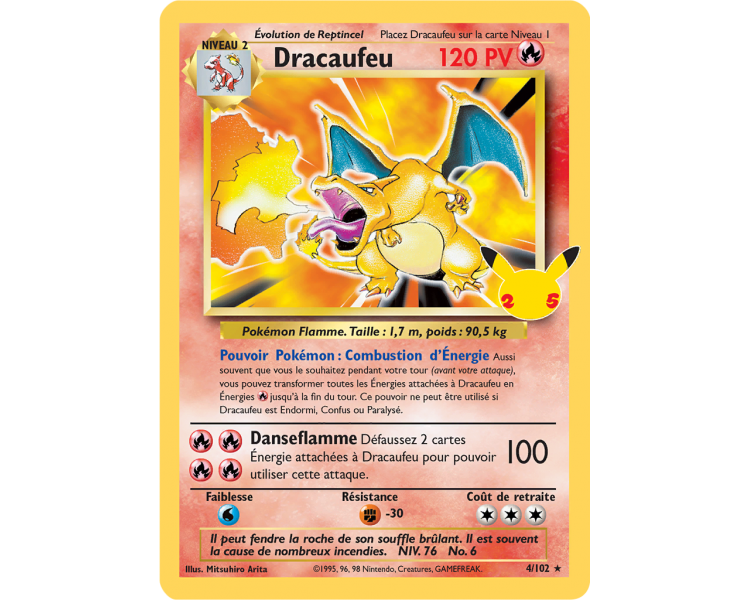 Évolution de Reptincel Placez Dracaufeu sur la carte Niveau 1
NIVEAU 2
Dracaufeu 120 PV
25
Pokémon Flamme. Taille : 1,7 m, poids : 90,5 kg
Pouvoir Pokémon : Combustion d'Énergie Aussi
souvent que vous le souhaitez pendant votre tour (avant votre attaque),
vous pouvez transformer toutes les Énergies attachées à Dracaufeu en
Énergies jusqu'à la fin du tour. Ce pouvoir ne peut être utilisé si
Dracaufeu est Endormi, Confus ou Paralysé.
Danseflamme Défaussez 2 cartes
Énergie attachées à Dracaufeu pour pouvoir 100
utiliser cette attaque.
Faiblesse Résistance Coût de retraite
-30
Il peut fendre la roche de son souffle brûlant. Il est souvent
la cause de nombreux incendies. NIV. 76 No. 6
Illus. Mitsuhiro Arita ©1995, 96, 98 Nintendo, Creatures, GAMEFREAK. 4/102 ★